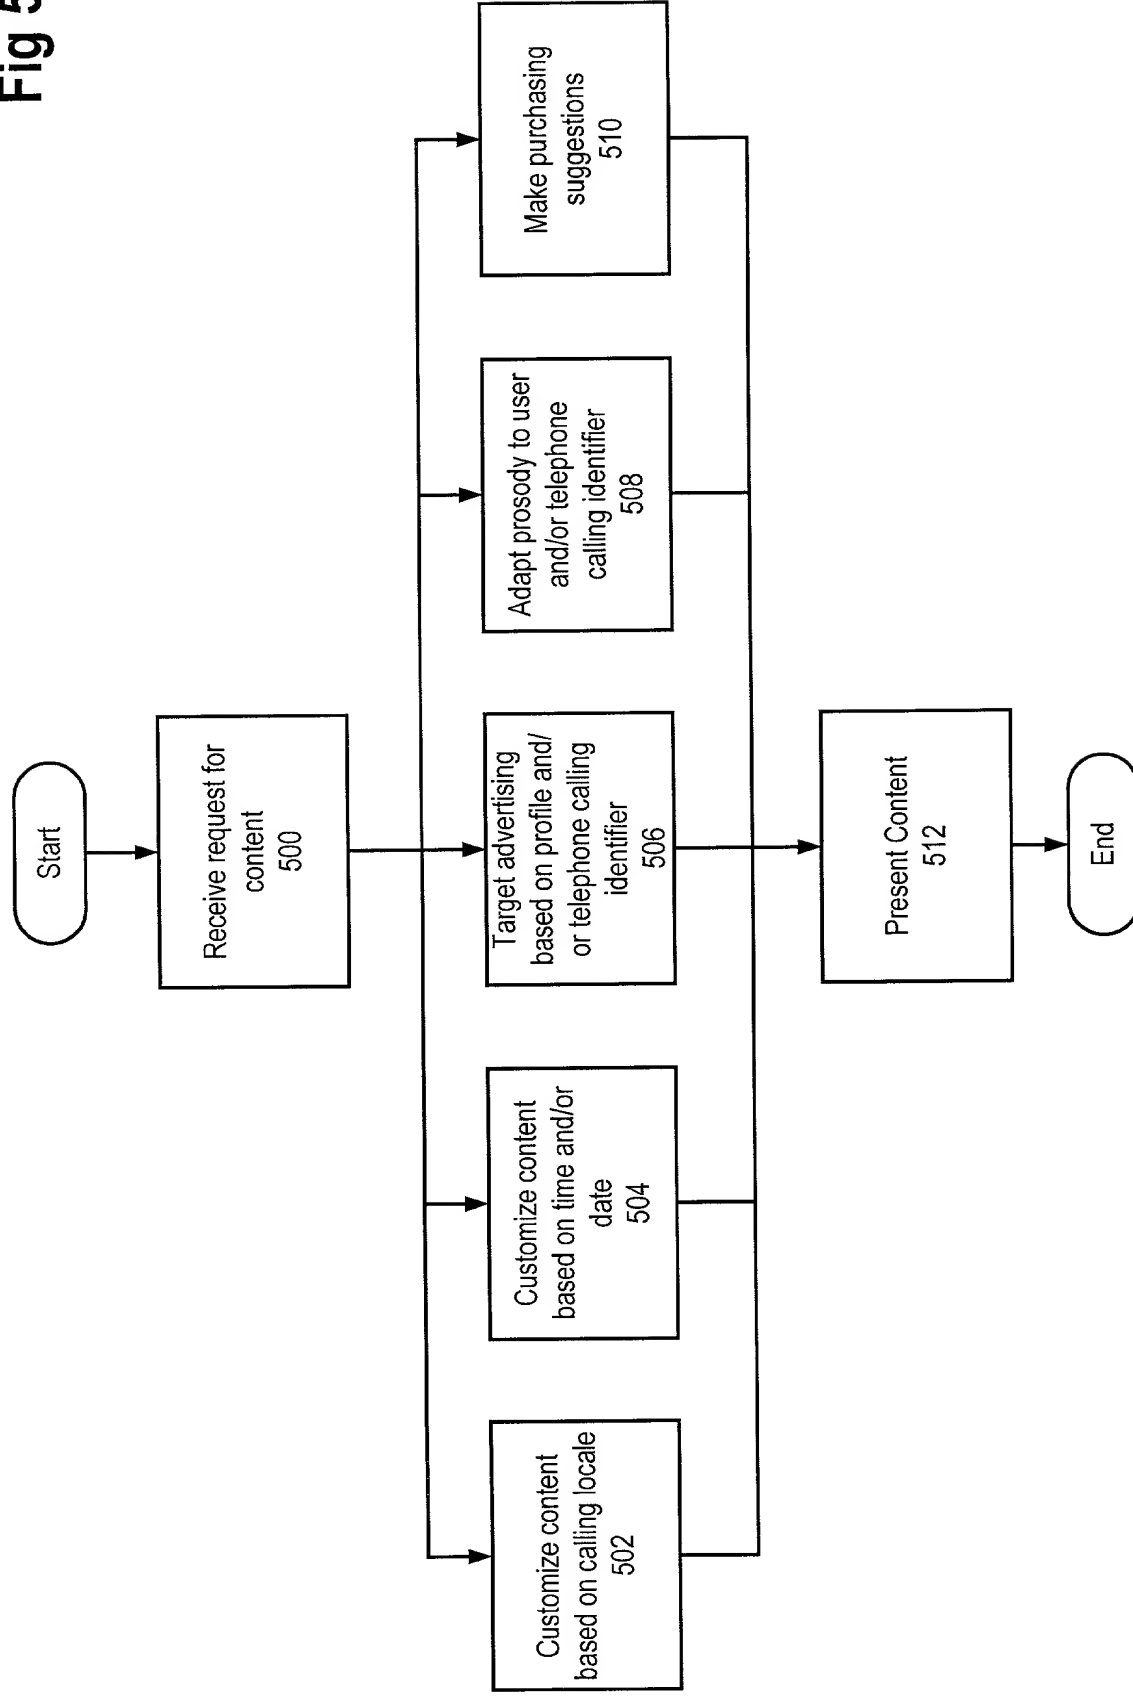 Fig 5
Start
Receive request for
content
500
Customize content
based on calling locale
502
Customize content
based on time and/or
date
504
Target advertising
based on profile and/
or telephone calling
identifier
506
Adapt prosody to user
and/or telephone
calling identifier
508
Make purchasing
suggestions
510
Present Content
512
End